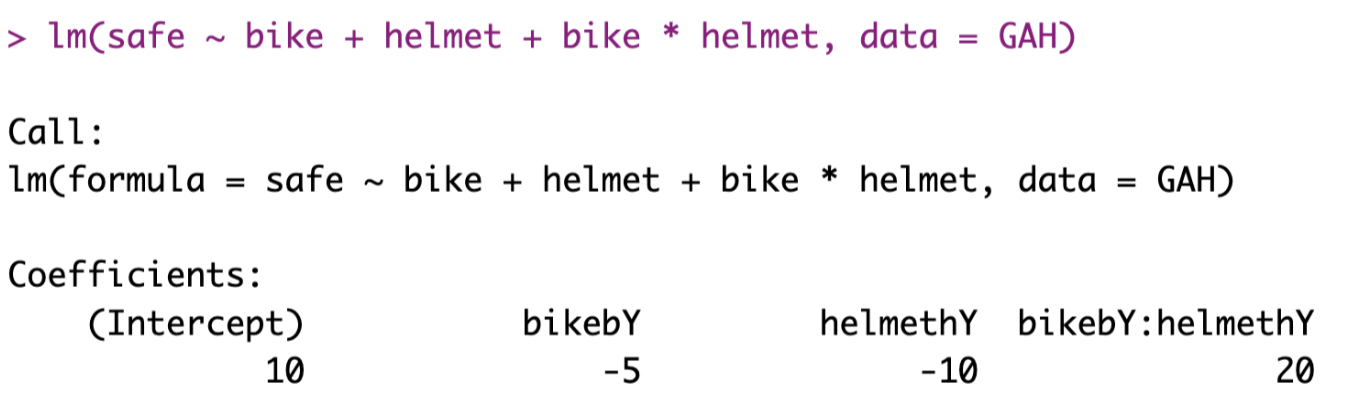 > lm(safe ~ bike + helmet + bike * helmet, data = GAH)
Call:
lm(formula = safe ~ bike + helmet + bike * helmet, data = GAH)
Coefficients:
(Intercept) bikebY helmethY bikebY:helmethY
10 -5 -10 20